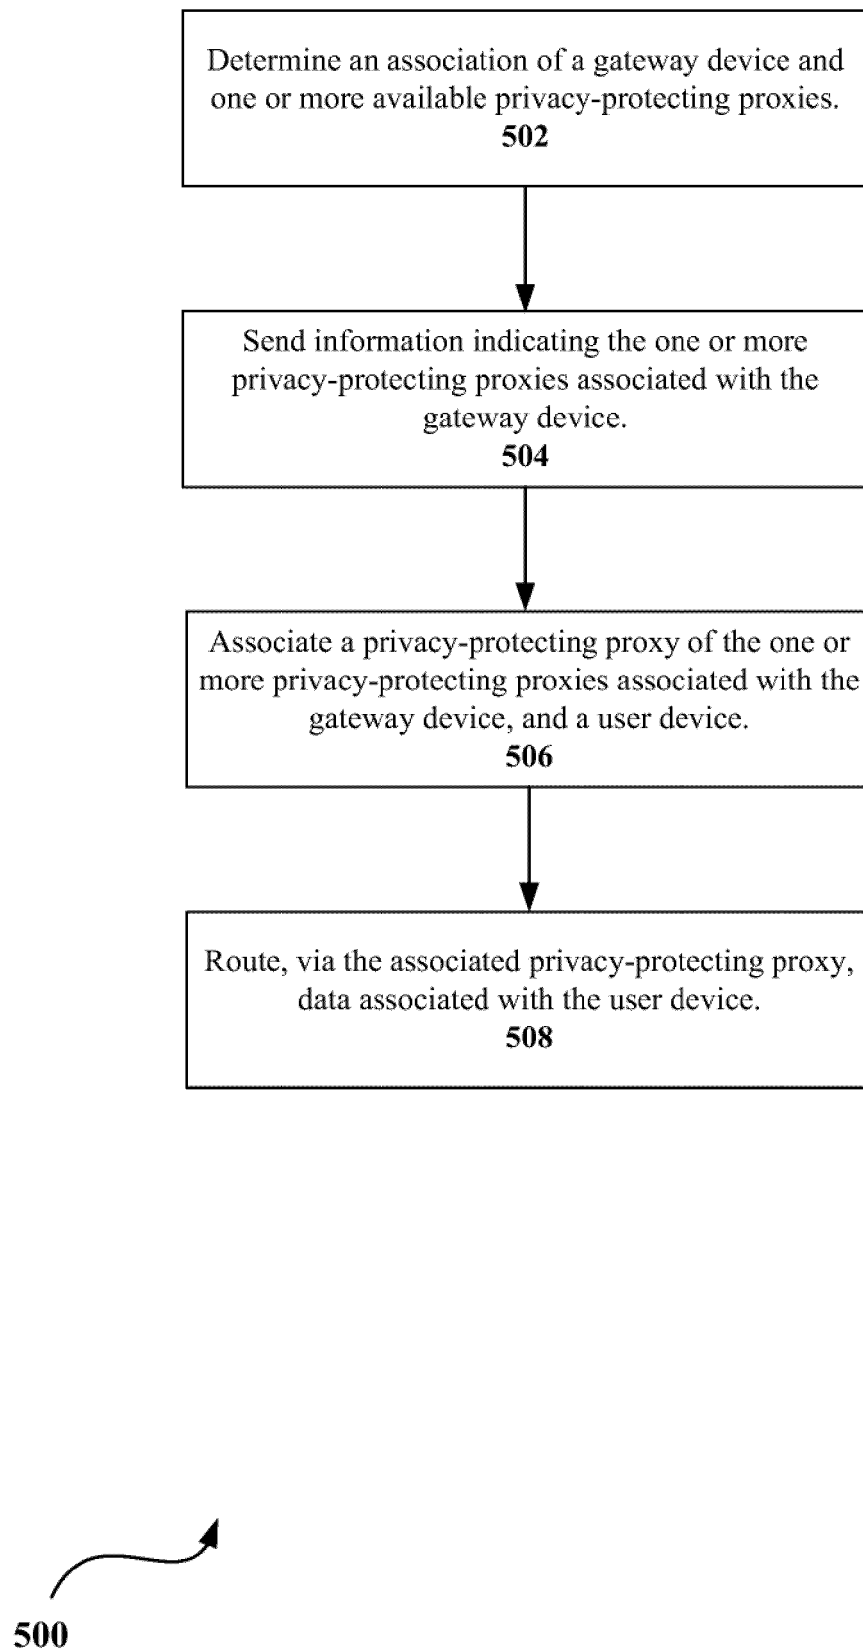 Determine an association of a gateway device and
one or more available privacy-protecting proxies.
502
Send information indicating the one or more
privacy-protecting proxies associated with the
gateway device.
504
Associate a privacy-protecting proxy of the one or
more privacy-protecting proxies associated with the
gateway device, and a user device.
506
Route, via the associated privacy-protecting proxy,
data associated with the user device.
508
500